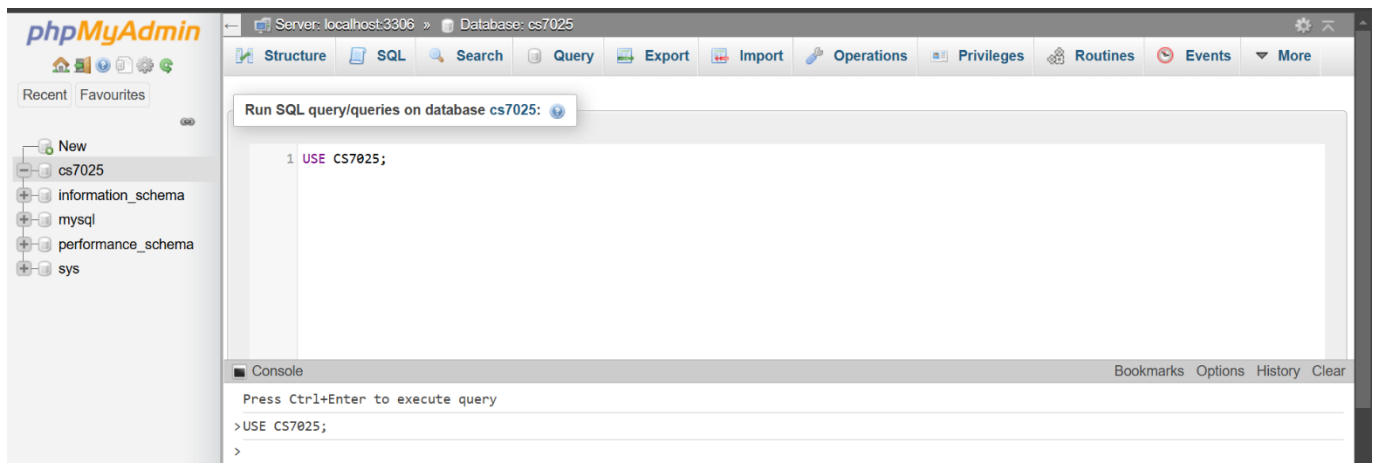 phpMyAdmin
Recent Favourites
New
cs7025
information_schema
mysql
performance_schema
sys
Server: localhost:3306 » Database: cs7025
Structure SQL Search Query Export Import Operations Privileges Routines Events More
Run SQL query/queries on database cs7025:
1 USE CS7025;
Console Bookmarks Options History Clear
Press Ctrl+Enter to execute query
>USE CS7025;
>